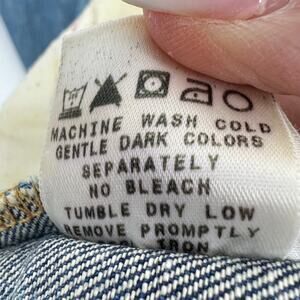 MACHINE WASH COLD
GENTLE DARK COLORS
SEPARATELY
NO BLEACH
TUMBLE DRY LOW
REMOVE PROMPTLY
IRON